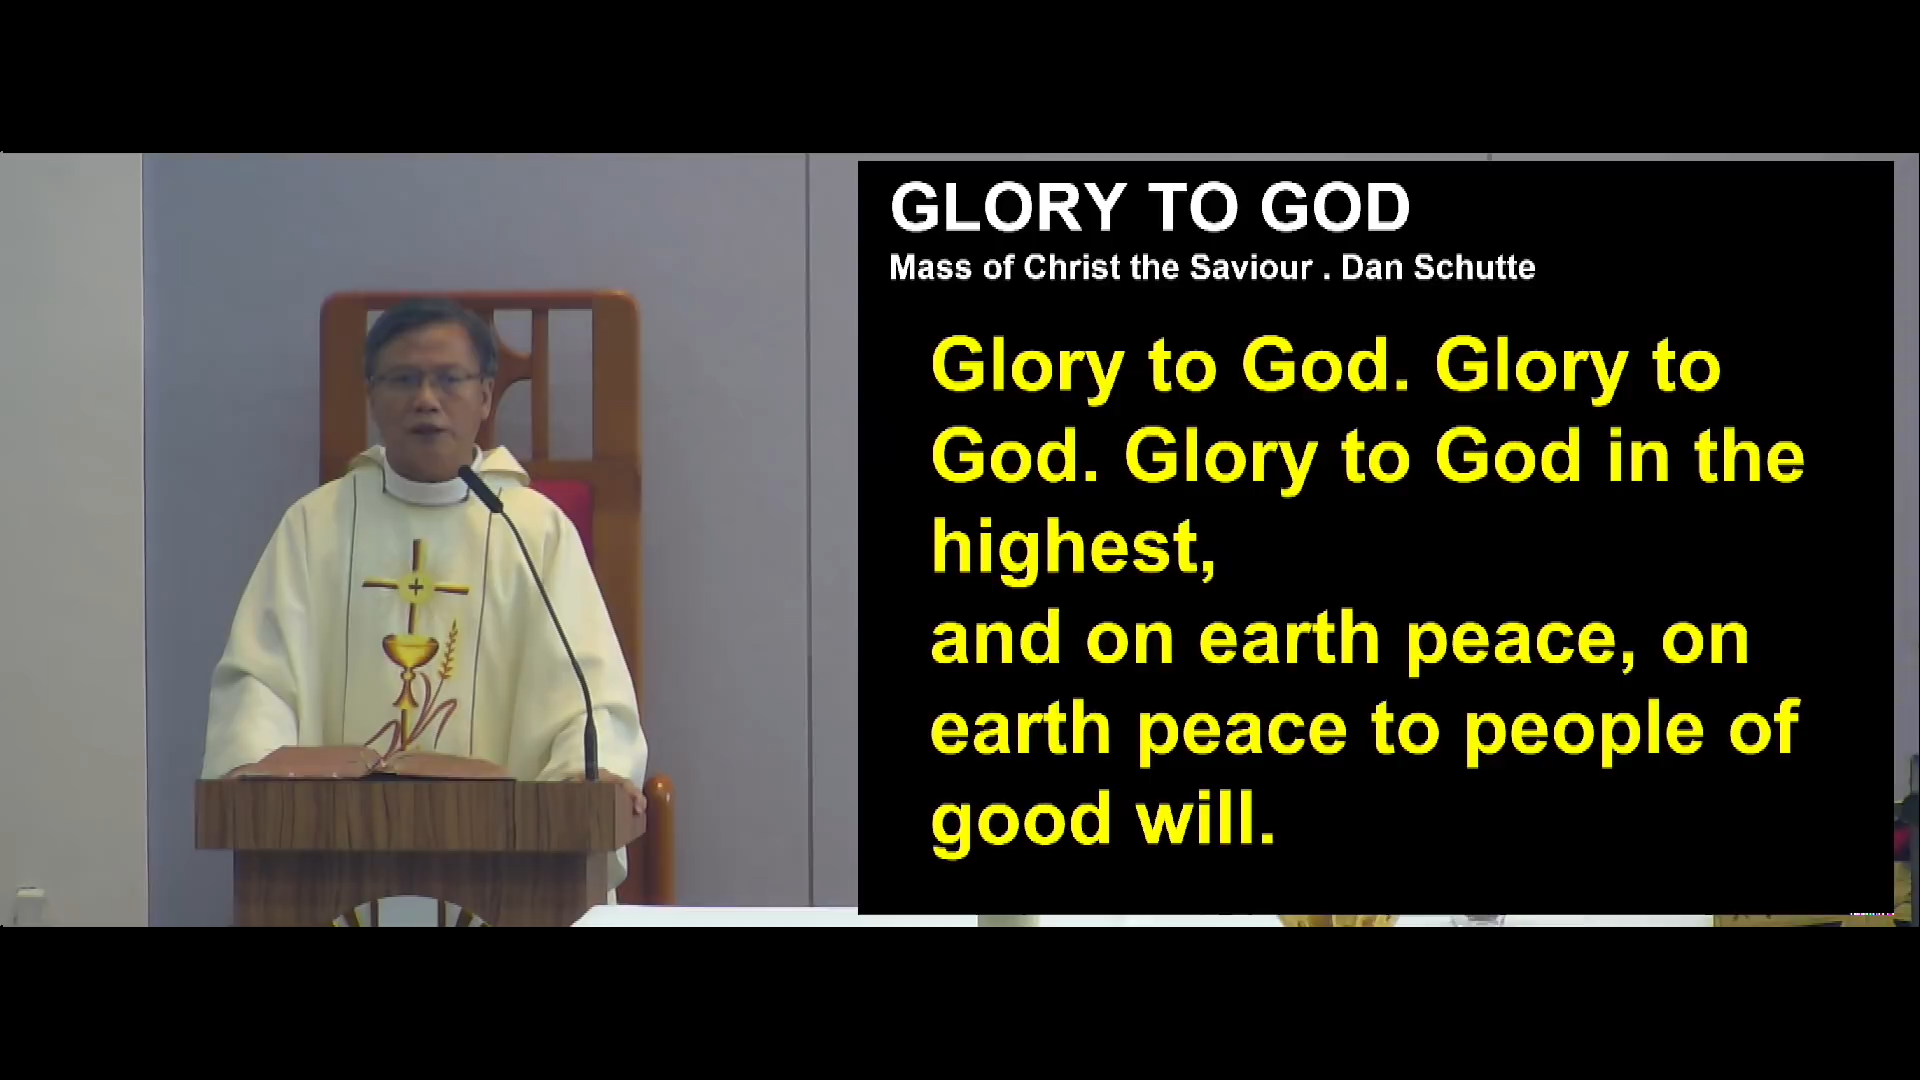 GLORY TO GOD
Mass of Christ the Saviour . Dan Schutte
Glory to God. Glory to
God. Glory to God in the
highest,
and on earth peace, on
earth peace to people of
good will.